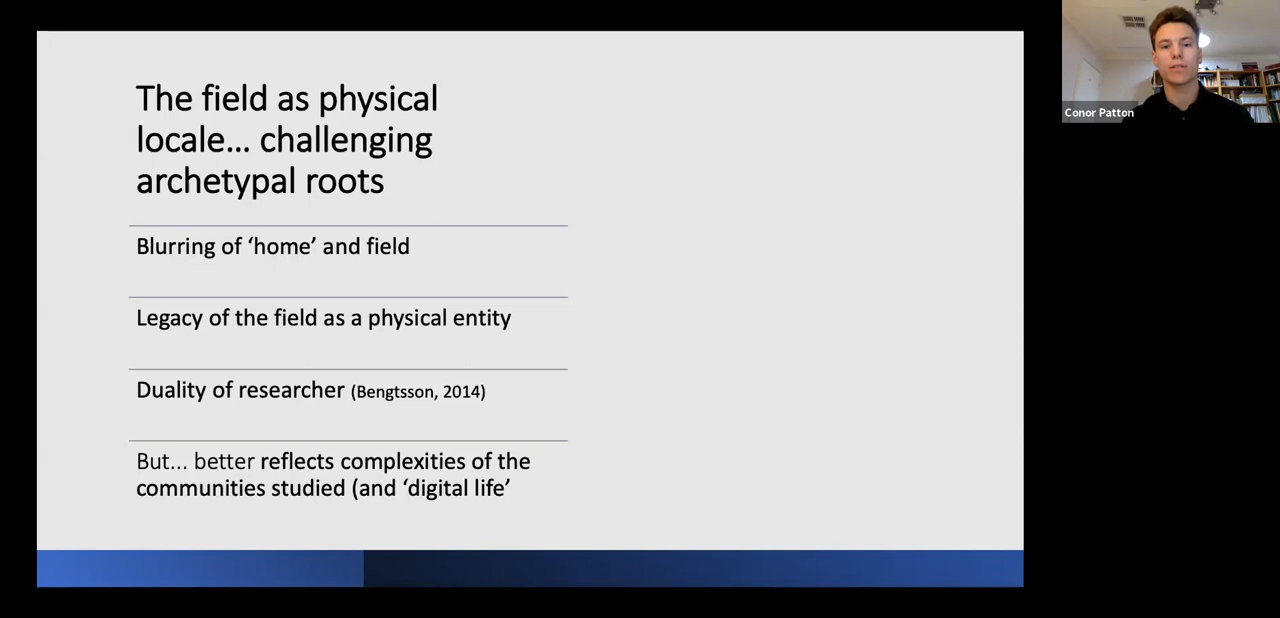 The field as physical
locale... challenging
archetypal roots
Blurring of ‘home’ and field
Legacy of the field as a physical entity
Duality of researcher (Bengtsson, 2014)
But... better reflects complexities of the
communities studied (and ‘digital life’
Conor Patton